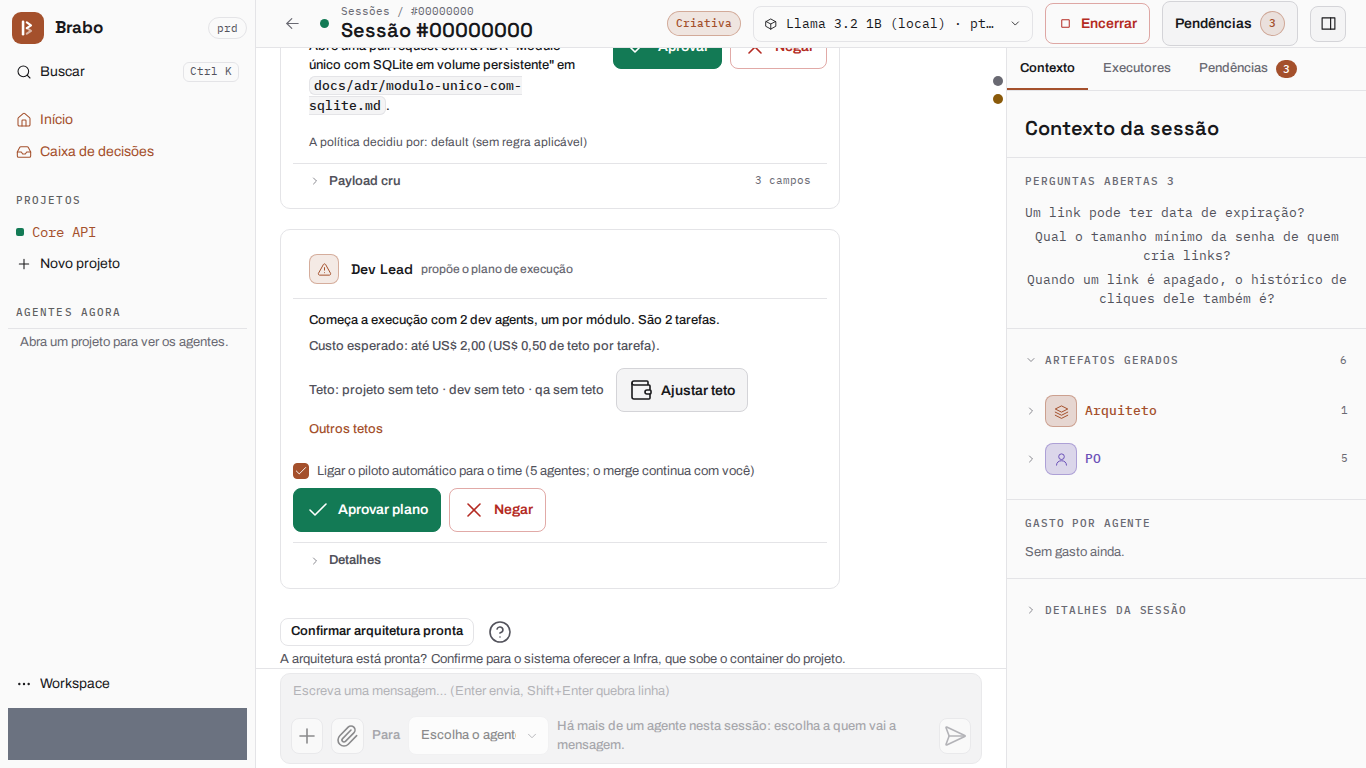 Brabo
prd
Buscar
Ctrl K
Início
Caixa de decisões
PROJETOS
Core API
Novo projeto
AGENTES AGORA
Abra um projeto para ver os agentes.
Workspace
Sessões / #00000000
Sessão #00000000
Criativa
Llama 3.2 1B (local) · pt…
Encerrar
Pendências 3
Abre uma pull request com a ADR "Módulo
único com SQLite em volume persistente" em
docs/adr/modulo-unico-com-
sqlite.md.
Aprovar
Negar
A política decidiu por: default (sem regra aplicável)
Payload cru
3 campos
Dev Lead propõe o plano de execução
Começa a execução com 2 dev agents, um por módulo. São 2 tarefas.
Custo esperado: até US$ 2,00 (US$ 0,50 de teto por tarefa).
Teto: projeto sem teto · dev sem teto · qa sem teto
Ajustar teto
Outros tetos
Ligar o piloto automático para o time (5 agentes; o merge continua com você)
Aprovar plano
Negar
Detalhes
Confirmar arquitetura pronta
A arquitetura está pronta? Confirme para o sistema oferecer a Infra, que sobe o container do projeto.
Escreva uma mensagem... (Enter envia, Shift+Enter quebra linha)
Para
Escolha o agent
Há mais de um agente nesta sessão: escolha a quem vai a
mensagem.
Contexto
Executores
Pendências 3
Contexto da sessão
PERGUNTAS ABERTAS 3
Um link pode ter data de expiração?
Qual o tamanho mínimo da senha de quem
cria links?
Quando um link é apagado, o histórico de
cliques dele também é?
ARTEFATOS GERADOS 6
Arquiteto 1
PO 5
GASTO POR AGENTE
Sem gasto ainda.
DETALHES DA SESSÃO